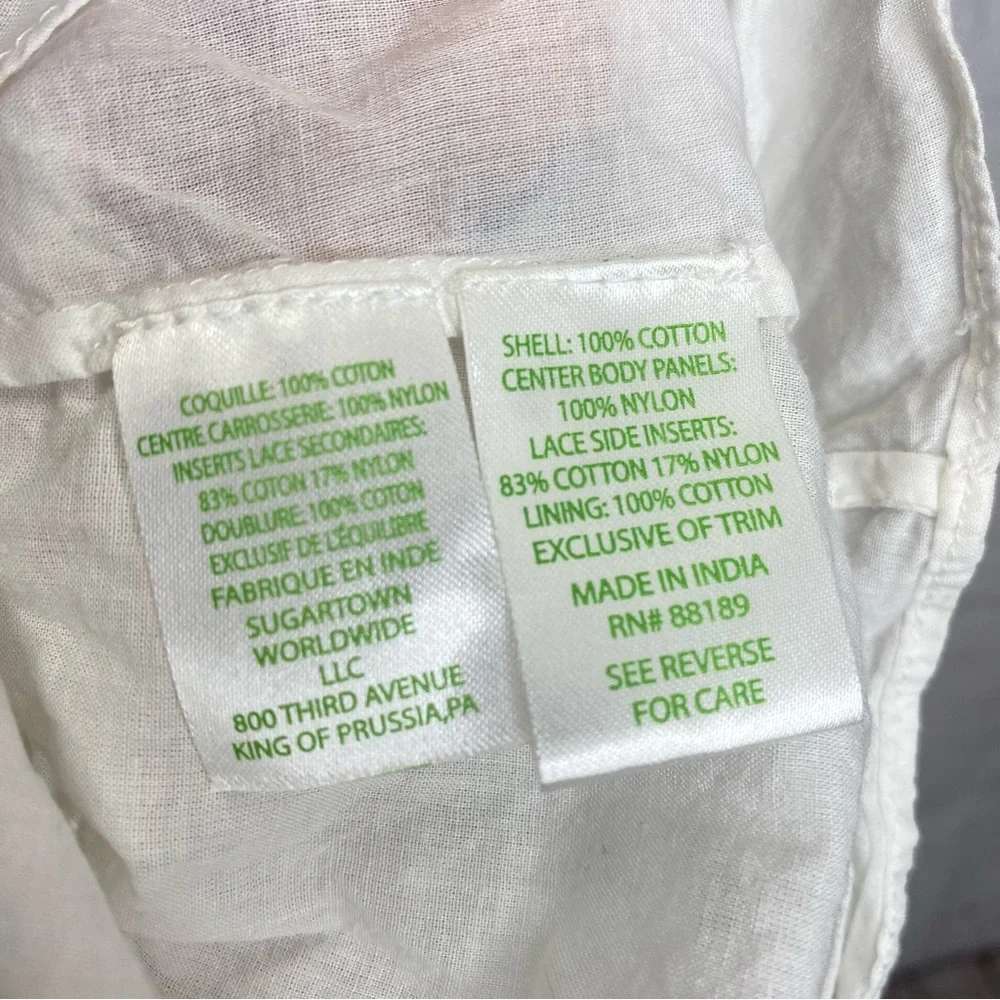 COQUILLE: 100% COTON
CENTRE CARROSSERIE: 100% NYLON
INSERTS LACE SECONDAIRES:
83% COTON 17% NYLON
DOUBLURE: 100% COTON
EXCLUSIF DE L'ÉQUILIBRE
FABRIQUE EN INDE
SUGARTOWN
WORLDWIDE
LLC
800 THIRD AVENUE
KING OF PRUSSIA,PA
SHELL: 100% COTTON
CENTER BODY PANELS:
100% NYLON
LACE SIDE INSERTS:
83% COTTON 17% NYLON
LINING: 100% COTTON
EXCLUSIVE OF TRIM
MADE IN INDIA
RN# 88189
SEE REVERSE
FOR CARE